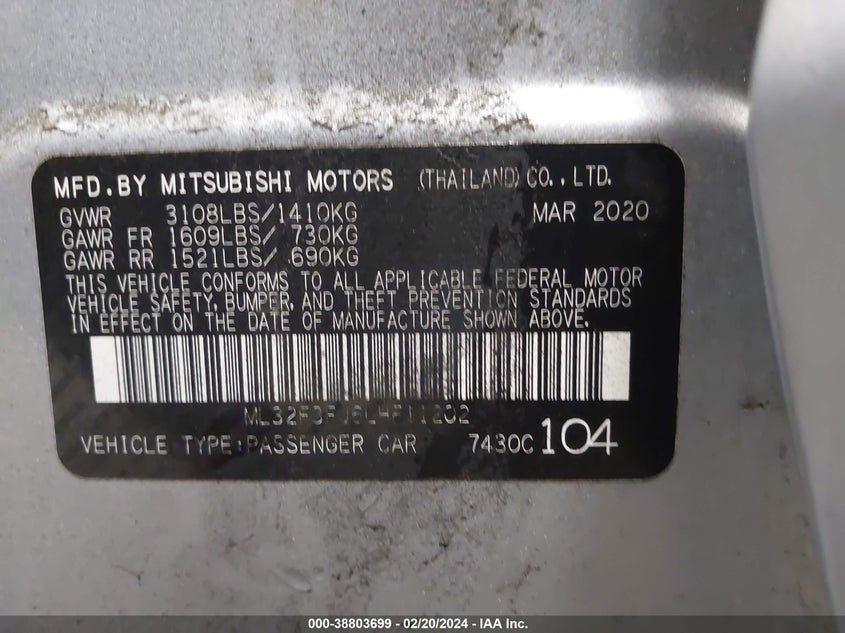 MFD.BY MITSUBISHI MOTORS (THAILAND) CO.,LTD.
GVWR 3108LBS/1410KG MAR 2020
GAWR FR 1609LBS/ 730KG
GAWR RR 1521LBS/ 690KG
THIS VEHICLE CONFORMS TO ALL APPLICABLE FEDERAL MOTOR
VEHICLE SAFETY, BUMPER, AND THEFT PREVENTION STANDARDS
IN EFFECT ON THE DATE OF MANUFACTURE SHOWN ABOVE.
ML32F3FJ6LHF11202
VEHICLE TYPE:PASSENGER CAR 7430C 104
000-38803699 - 02/20/2024 - IAA Inc.